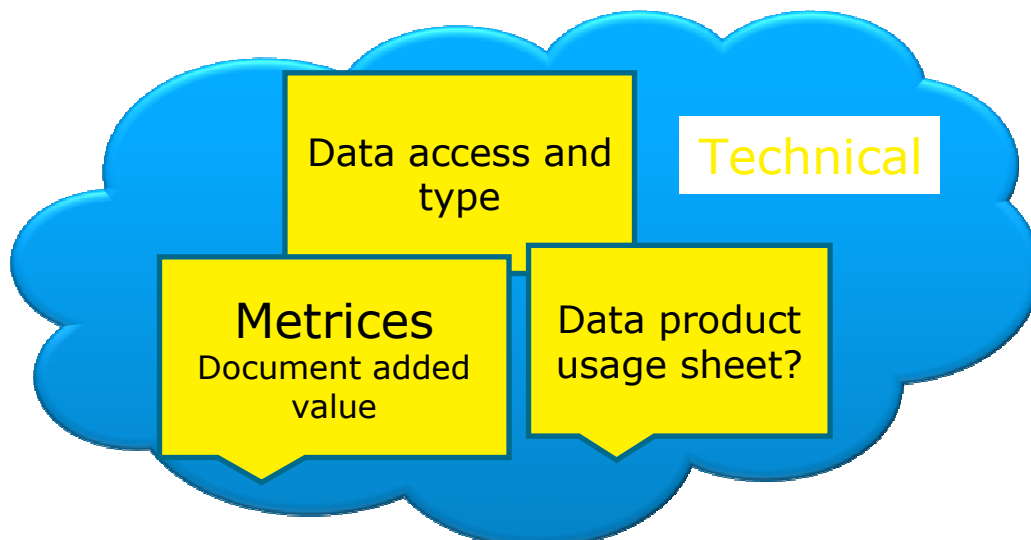 Data access and
type
Technical
Metrices
Document added
value
Data product
usage sheet?